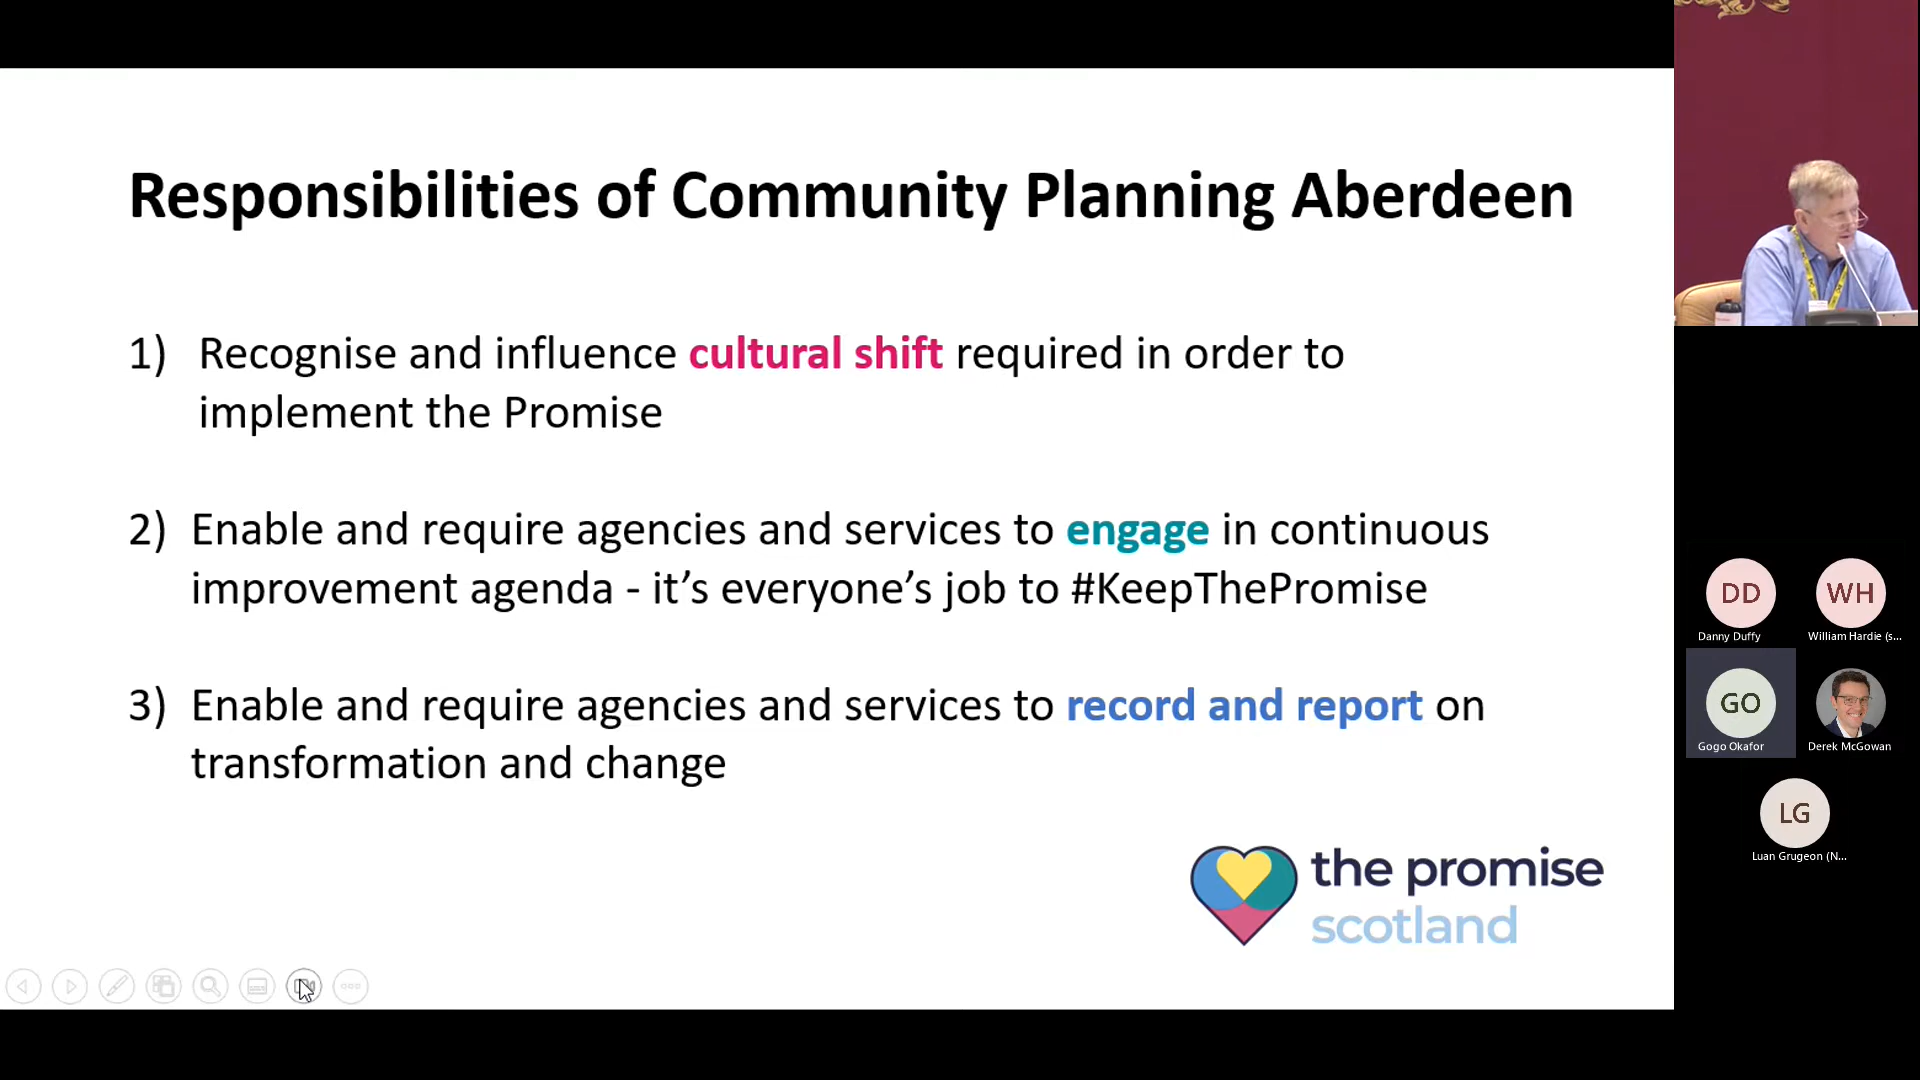 Responsibilities of Community Planning Aberdeen
1) Recognise and influence cultural shift required in order to
implement the Promise
2) Enable and require agencies and services to engage in continuous
improvement agenda - it’s everyone’s job to #KeepThePromise
3) Enable and require agencies and services to record and report on
transformation and change
the promise
scotland
DD
Danny Duffy
WH
William Hardie (s...
GO
Gogo Okafor
Derek McGowan
LG
Luan Grugeon (N...